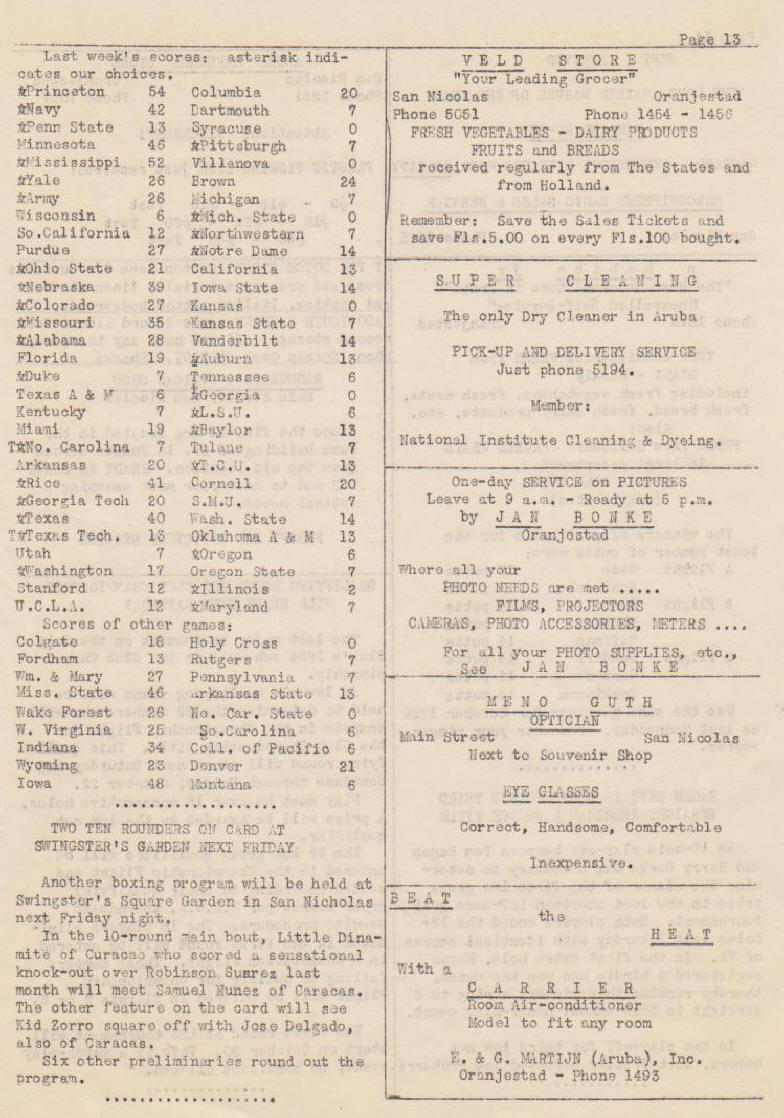 Page 13
Last week's scores: asterisk indi-
cates our choices.
*Princeton 54 Columbia 20
*Navy 42 Dartmouth 7
*Penn State 13 Syracuse 0
Minnesota 46 *Pittsburgh 7
*Mississippi 52 Villanova 0
*Yale 26 Brown 24
*Army 26 Michigan 7
Wisconsin 6 *Mich. State 0
So.California 12 *Northwestern 7
Purdue 27 *Notre Dame 14
*Ohio State 21 California 13
*Nebraska 39 Iowa State 14
*Colorado 27 Kansas 0
*Missouri 35 Kansas State 7
*Alabama 28 Vanderbilt 14
Florida 19 *Auburn 13
*Duke 7 Tennessee 6
Texas A & M 6 *Georgia 0
Kentucky 7 *L.S.U. 6
Miami 19 *Baylor 13
T*No. Carolina 7 Tulane 7
Arkansas 20 *T.C.U. 13
*Rice 41 Cornell 20
*Georgia Tech 20 S.M.U. 7
*Texas 40 Wash. State 14
T*Texas Tech. 13 Oklahoma A & M 13
Utah 7 *Oregon 6
*Washington 17 Oregon State 7
Stanford 12 *Illinois 2
U.C.L.A. 12 *Maryland 7
Scores of other games:
Colgate 18 Holy Cross 0
Fordham 13 Rutgers 7
Wm. & Mary 27 Pennsylvania 7
Miss. State 46 Arkansas State 13
Wake Forest 26 No. Car. State 0
W. Virginia 25 So.Carolina 6
Indiana 34 Coll. of Pacific 6
Wyoming 23 Denver 21
Iowa 48 Montana 6
...................
TWO TEN ROUNDERS ON CARD AT
SWINGSTER'S GARDEN NEXT FRIDAY
Another boxing program will be held at
Swingster's Square Garden in San Nicholas
next Friday night.
In the 10-round main bout, Little Dina-
mite of Curacao who scored a sensational
knock-out over Robinson Suarez last
month will meet Samuel Nunez of Caracas.
The other feature on the card will see
Kid Zorro square off with Jose Delgado,
also of Caracas.
Six other preliminaries round out the
program.
...................
VELD STORE
"Your Leading Grocer"
San Nicolas Oranjestad
Phone 5051 Phone 1454 - 1456
FRESH VEGETABLES - DAIRY PRODUCTS
FRUITS and BREADS
received regularly from The States and
from Holland.
Remember: Save the Sales Tickets and
save Fls.5.00 on every Fls.100 bought.
SUPER CLEANING
The only Dry Cleaner in Aruba
PICK-UP AND DELIVERY SERVICE
Just phone 5194.
Member:
National Institute Cleaning & Dyeing.
One-day SERVICE on PICTURES
Leave at 9 a.m. - Ready at 5 p.m.
by JAN BONKE
Oranjestad
Where all your
PHOTO NEEDS are met .....
FILMS, PROJECTORS
CAMERAS, PHOTO ACCESSORIES, METERS ....
For all your PHOTO SUPPLIES, etc.,
See JAN BONKE
MENO GUTH
OPTICIAN
Main Street San Nicolas
Next to Souvenir Shop
EYE GLASSES
Correct, Handsome, Comfortable
Inexpensive.
BEAT
the
HEAT
With a
CARRIER
Room Air-conditioner
Model to fit any room
E. & G. MARTIJN (Aruba), Inc.
Oranjestad - Phone 1493